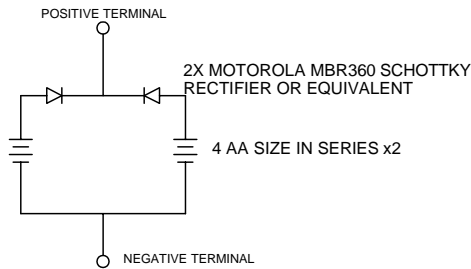 POSITIVE TERMINAL
2X MOTOROLA MBR360 SCHOTTKY
RECTIFIER OR EQUIVALENT
4 AA SIZE IN SERIES x2
NEGATIVE TERMINAL